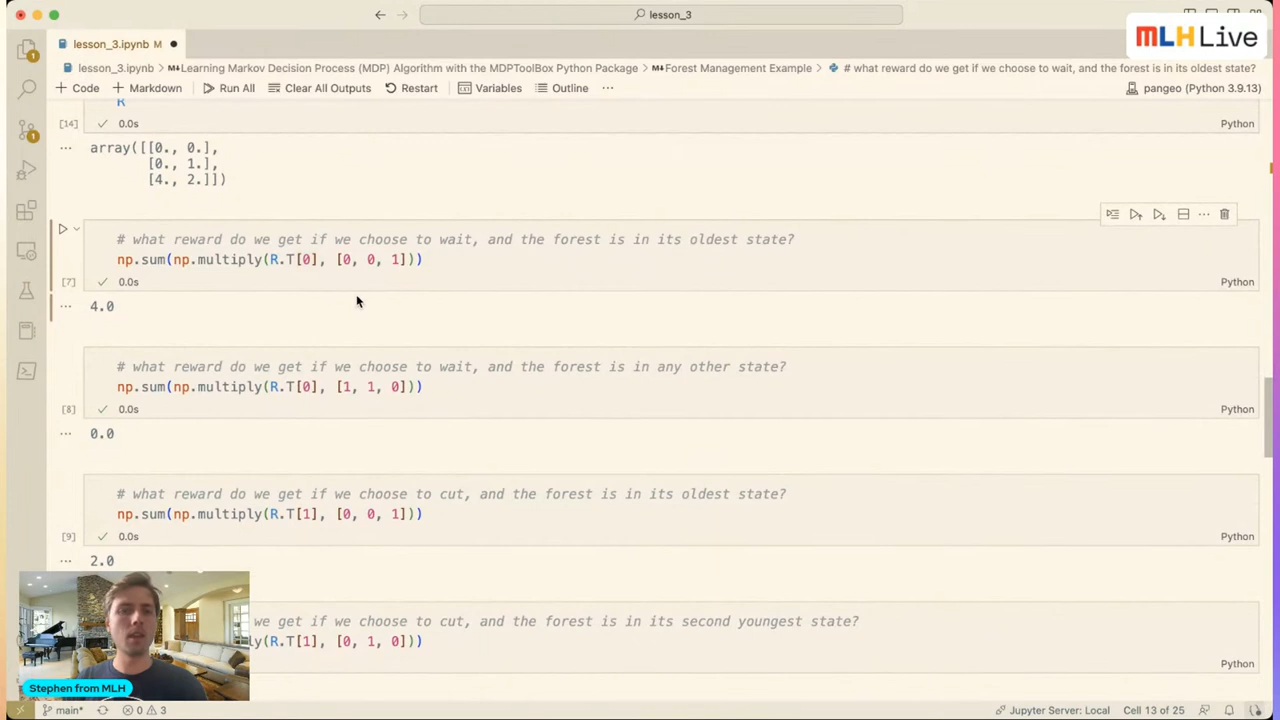 lesson_3
MLH Live
lesson_3.ipynb M
lesson_3.ipynb > Learning Markov Decision Process (MDP) Algorithm with the MDPToolBox Python Package > Forest Management Example > # what reward do we get if we choose to wait, and the forest is in its oldest state?
+ Code + Markdown Run All Clear All Outputs Restart Variables Outline ... pangeo (Python 3.9.13)
R
[14] 0.0s Python
array([[0., 0.],
[0., 1.],
[4., 2.]])
# what reward do we get if we choose to wait, and the forest is in its oldest state?
np.sum(np.multiply(R.T[0], [0, 0, 1]))
[7] 0.0s Python
4.0
# what reward do we get if we choose to wait, and the forest is in any other state?
np.sum(np.multiply(R.T[0], [1, 1, 0]))
[8] 0.0s Python
0.0
# what reward do we get if we choose to cut, and the forest is in its oldest state?
np.sum(np.multiply(R.T[1], [0, 0, 1]))
[9] 0.0s Python
2.0
we get if we choose to cut, and the forest is in its second youngest state?
ly(R.T[1], [0, 1, 0]))
Python
Stephen from MLH
main* 0 3 Jupyter Server: Local Cell 13 of 25